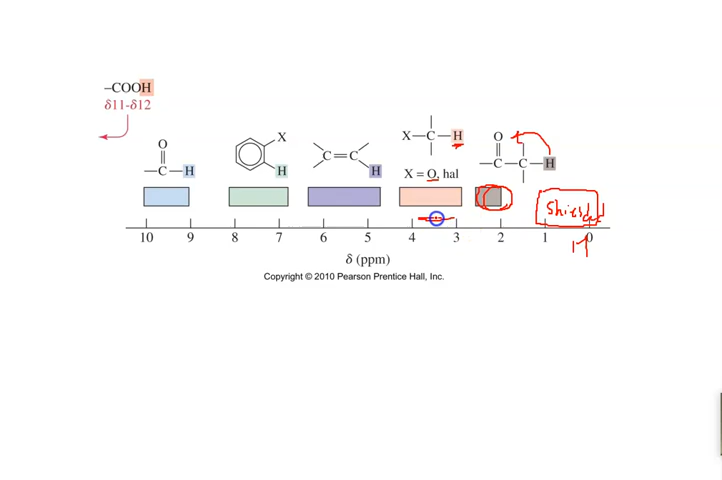 –COOH
δ11-δ12
O
–C–H
X
H
C=C
H
X–C–H
X = O, hal
O
–C–C–H
Shielded
10 9 8 7 6 5 4 3 2 1 0
δ (ppm)
Copyright © 2010 Pearson Prentice Hall, Inc.